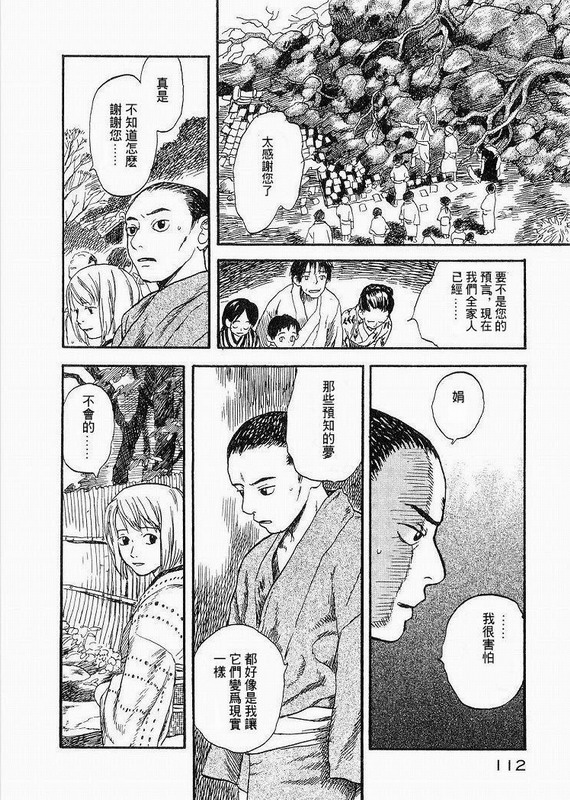 太感謝您了
真是
不知道怎麼
謝謝您……
要不是您的
預言，現在
我們全家人
已經……
娟
……
我很害怕
那些預知的夢
都好像是我讓
它們變爲現實
一樣
不會的……
112